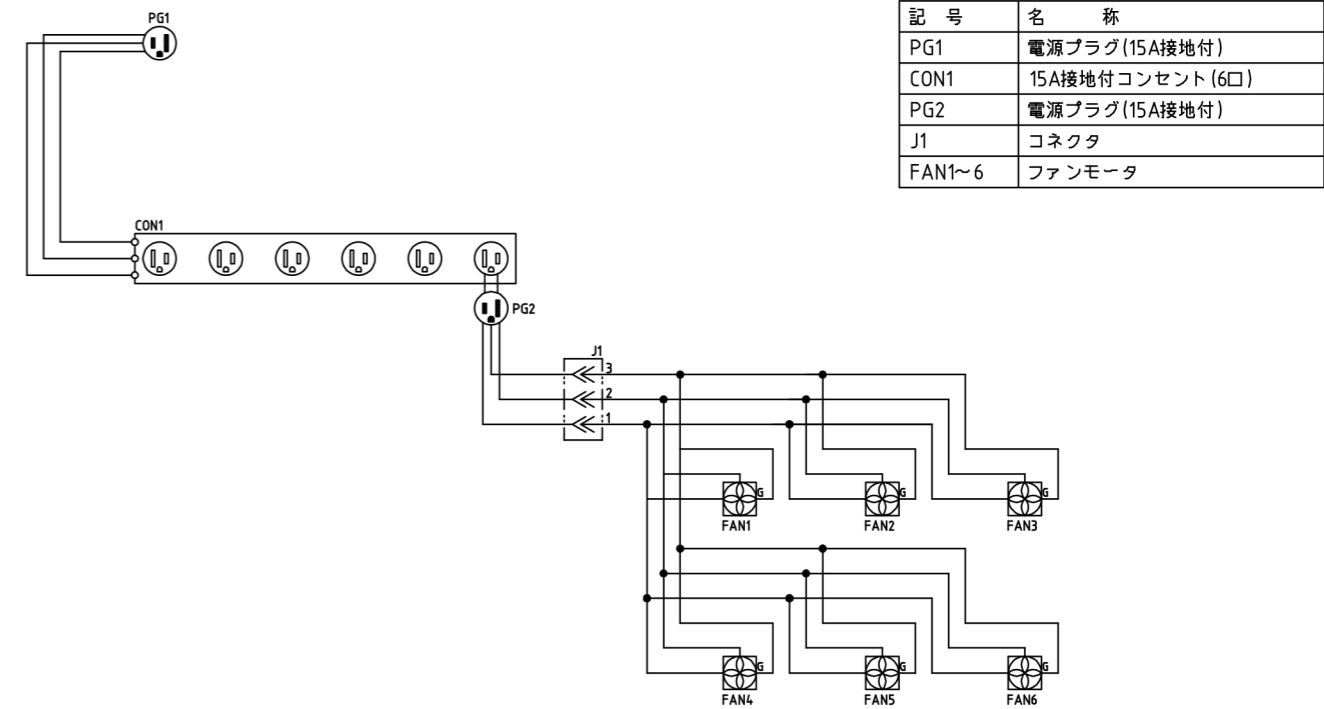 PG1
記 号 名 称
PG1 電源プラグ(15A接地付)
CON1 15A接地付コンセント(6口)
PG2 電源プラグ(15A接地付)
J1 コネクタ
FAN1~6 ファンモータ
CON1
PG2
J1
3
2
1
G G G
FAN1 FAN2 FAN3
G G G
FAN4 FAN5 FAN6